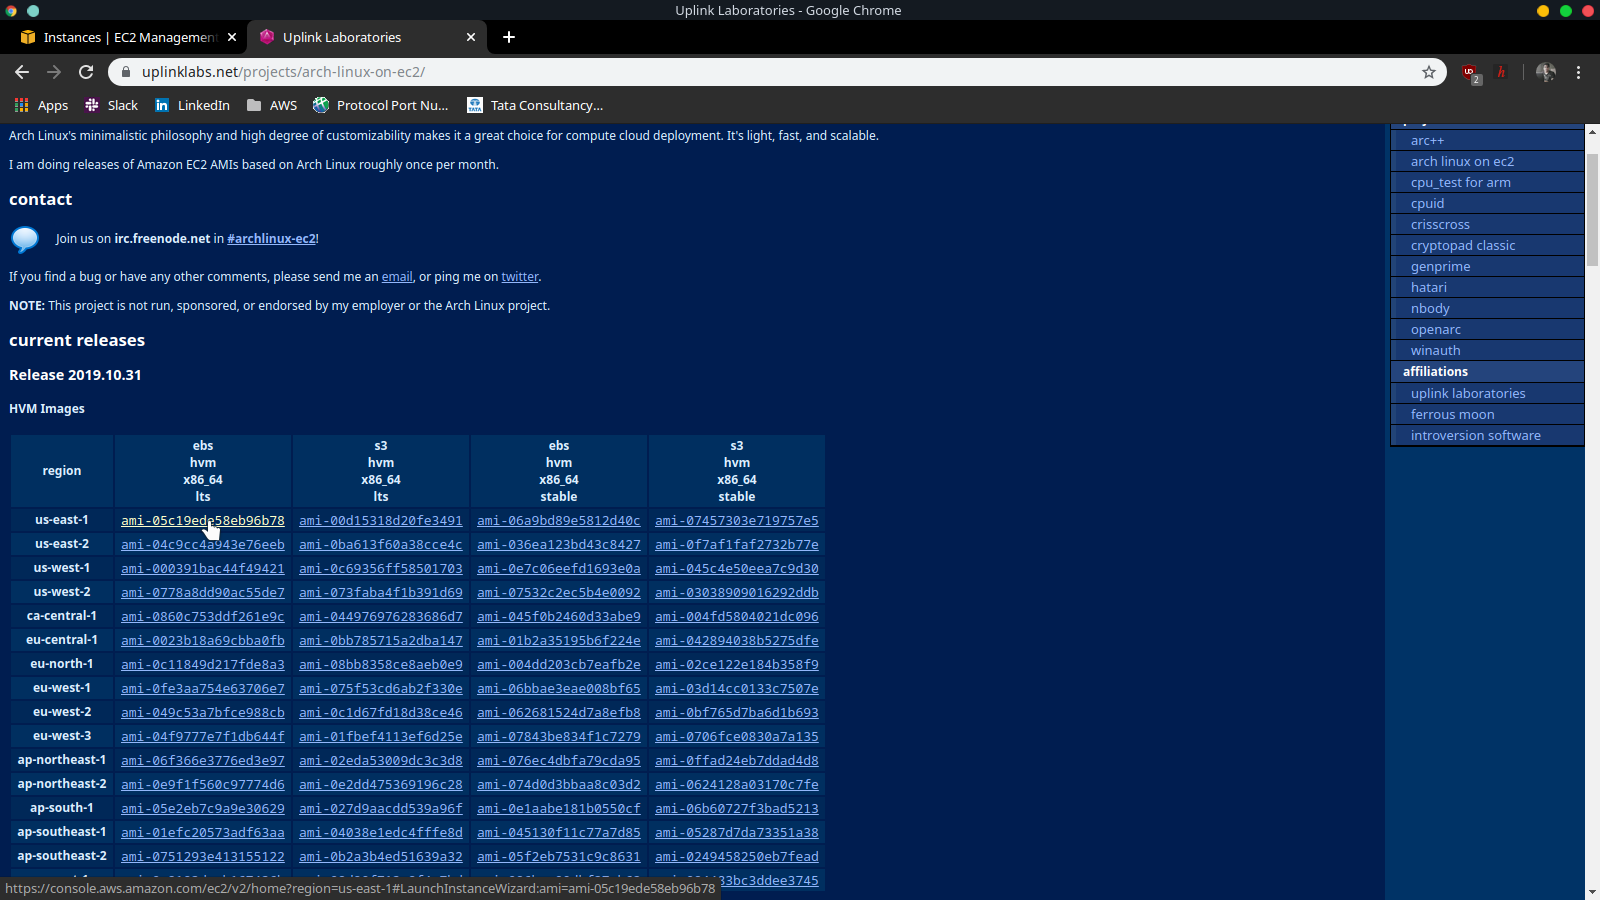 Uplink Laboratories - Google Chrome
Instances | EC2 Management
Uplink Laboratories
uplinklabs.net/projects/arch-linux-on-ec2/
2
Apps Slack LinkedIn AWS Protocol Port Nu... Tata Consultancy...
Arch Linux's minimalistic philosophy and high degree of customizability makes it a great choice for compute cloud deployment. It's light, fast, and scalable.
I am doing releases of Amazon EC2 AMIs based on Arch Linux roughly once per month.
contact
Join us on irc.freenode.net in #archlinux-ec2!
If you find a bug or have any other comments, please send me an email, or ping me on twitter.
NOTE: This project is not run, sponsored, or endorsed by my employer or the Arch Linux project.
current releases
Release 2019.10.31
HVM Images
region
ebs hvm x86_64 lts
s3 hvm x86_64 lts
ebs hvm x86_64 stable
s3 hvm x86_64 stable
us-east-1 ami-05c19ede58eb96b78 ami-00d15318d20fe3491 ami-06a9bd89e5812d40c ami-07457303e719757e5
us-east-2 ami-04c9cc4a943e76eeb ami-0ba613f60a38cce4c ami-036ea123bd43c8427 ami-0f7af1faf2732b77e
us-west-1 ami-000391bac44f49421 ami-0c69356ff58501703 ami-0e7c06eefd1693e0a ami-045c4e50eea7c9d30
us-west-2 ami-0778a8dd90ac55de7 ami-073faba4f1b391d69 ami-07532c2ec5b4e0092 ami-03038909016292ddb
ca-central-1 ami-0860c753ddf261e9c ami-044976976283686d7 ami-045f0b2460d33abe9 ami-004fd5804021dc096
eu-central-1 ami-0023b18a69cbba0fb ami-0bb785715a2dba147 ami-01b2a35195b6f224e ami-042894038b5275dfe
eu-north-1 ami-0c11849d217fde8a3 ami-08bb8358ce8aeb0e9 ami-004dd203cb7eafb2e ami-02ce122e184b358f9
eu-west-1 ami-0fe3aa754e63706e7 ami-075f53cd6ab2f330e ami-06bbae3eae008bf65 ami-03d14cc0133c7507e
eu-west-2 ami-049c53a7bfce988cb ami-0c1d67fd18d38ce46 ami-062681524d7a8efb8 ami-0bf765d7ba6d1b693
eu-west-3 ami-04f9777e7f1db644f ami-01fbef4113ef6d25e ami-07843be834f1c7279 ami-0706fce0830a7a135
ap-northeast-1 ami-06f366e3776ed3e97 ami-02eda53009dc3c3d8 ami-076ec4dbfa79cda95 ami-0ffad24eb7ddad4d8
ap-northeast-2 ami-0e9f1f560c97774d6 ami-0e2dd475369196c28 ami-074d0d3bbaa8c03d2 ami-0624128a03170c7fe
ap-south-1 ami-05e2eb7c9a9e30629 ami-027d9aacdd539a96f ami-0e1aabe181b0550cf ami-06b60727f3bad5213
ap-southeast-1 ami-01efc20573adf63aa ami-04038e1edc4fffe8d ami-045130f11c77a7d85 ami-05287d7da73351a38
ap-southeast-2 ami-0751293e413155122 ami-0b2a3b4ed51639a32 ami-05f2eb7531c9c8631 ami-0249458250eb7fead
33bc3ddee3745
https://console.aws.amazon.com/ec2/v2/home?region=us-east-1#LaunchInstanceWizard:ami=ami-05c19ede58eb96b78
arc++
arch linux on ec2
cpu_test for arm
cpuid
crisscross
cryptopad classic
genprime
hatari
nbody
openarc
winauth
affiliations
uplink laboratories
ferrous moon
introversion software